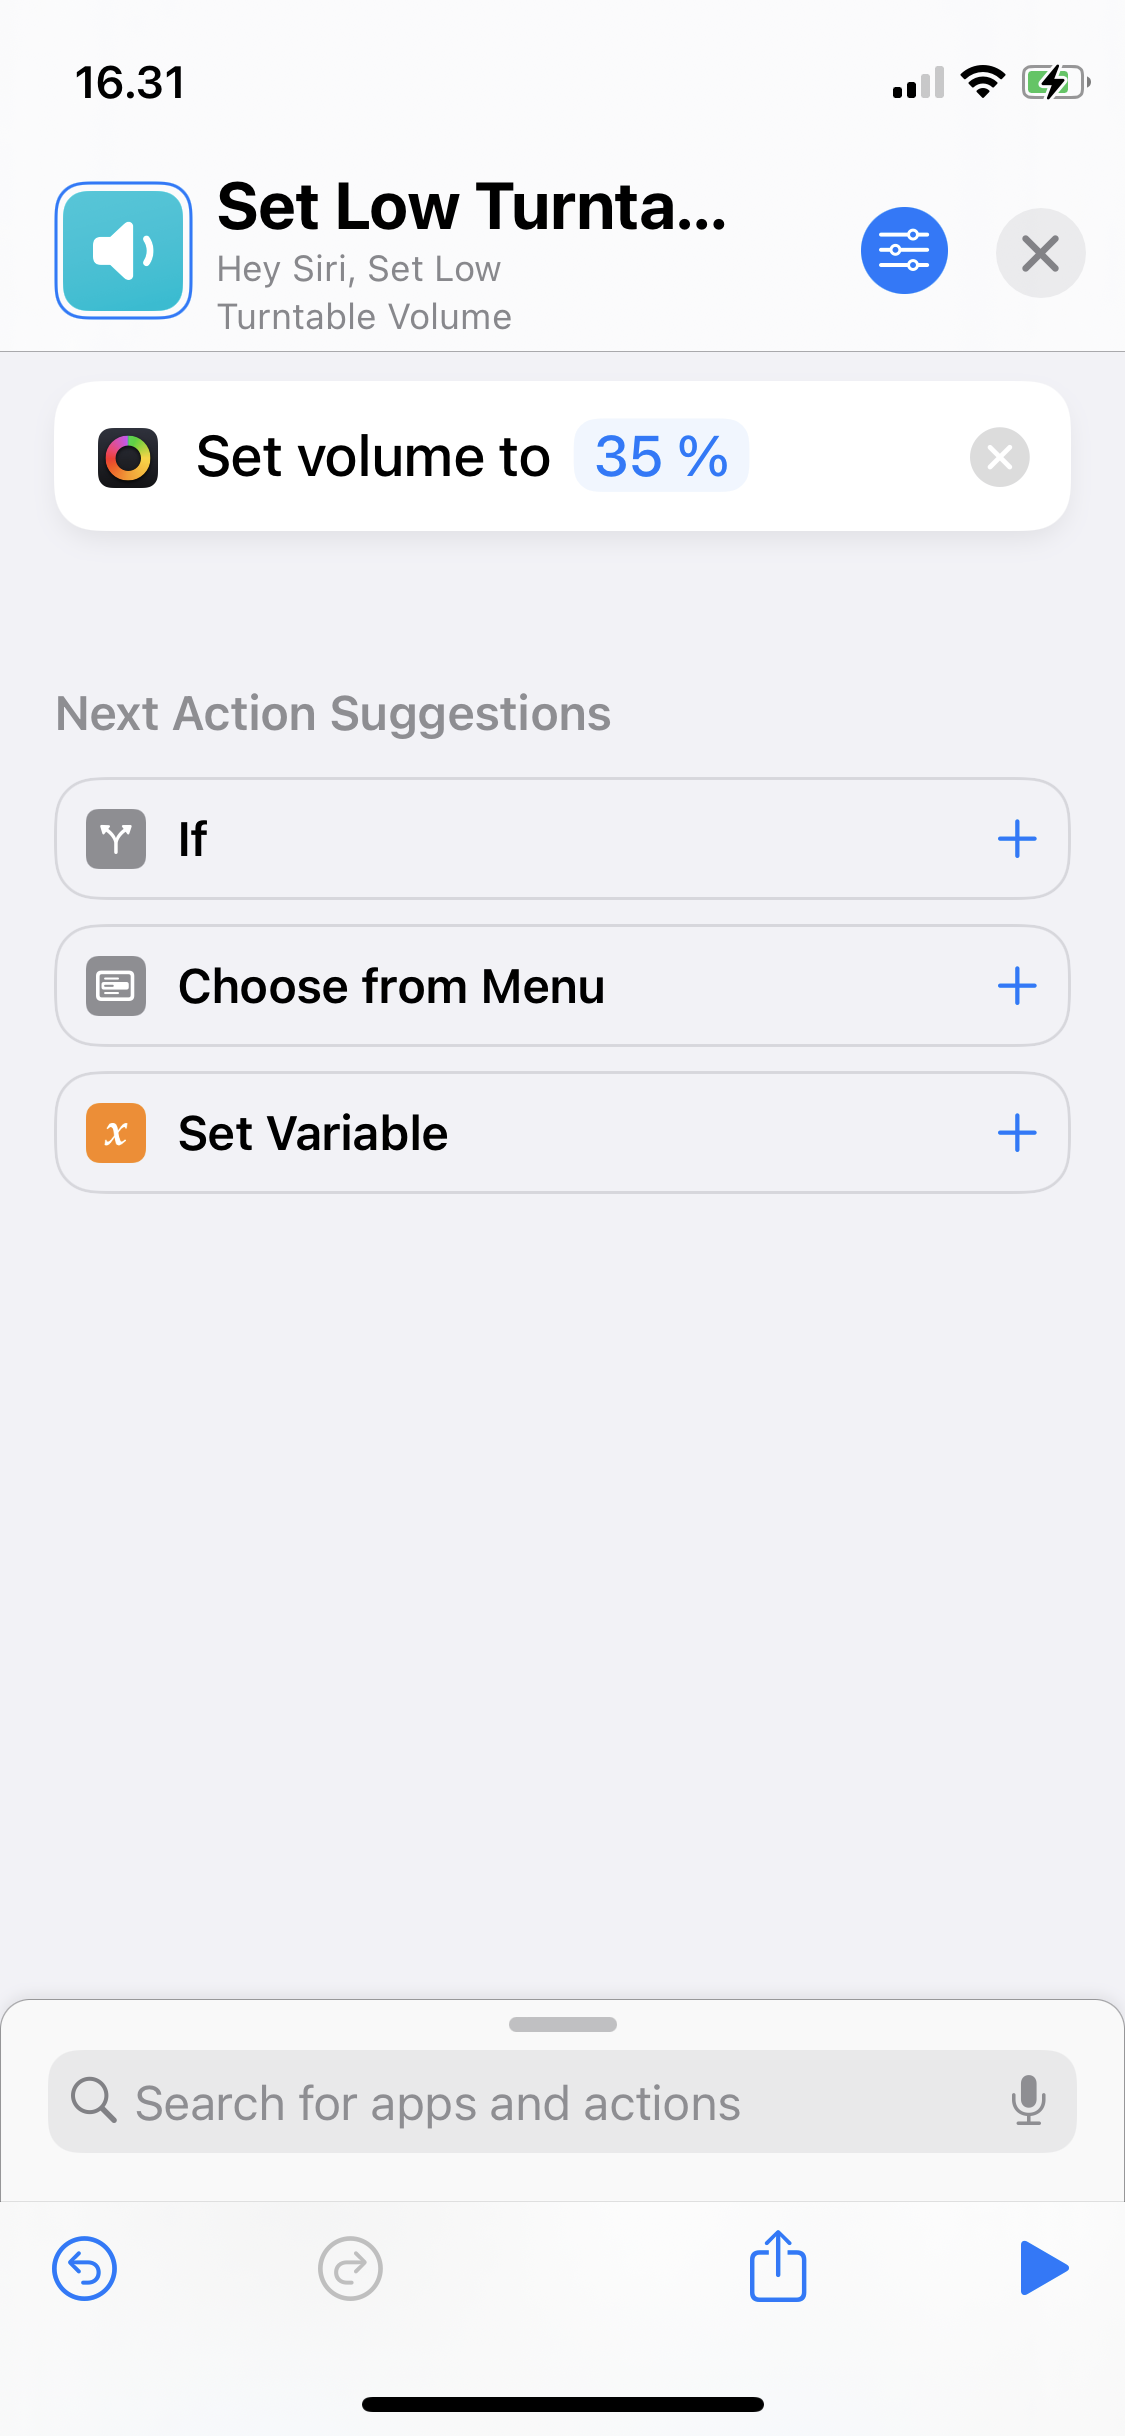 16.31
Set Low Turnta...
Hey Siri, Set Low
Turntable Volume
Set volume to 35 %
Next Action Suggestions
If
Choose from Menu
x Set Variable
Search for apps and actions